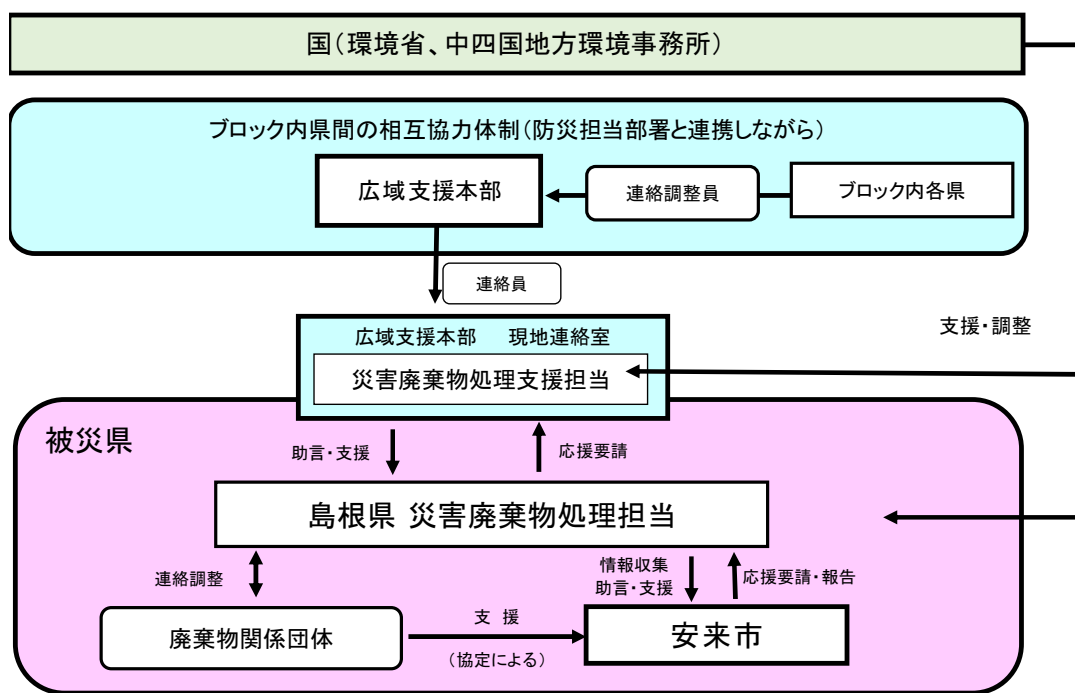 国(環境省、中四国地方環境事務所)
ブロック内県間の相互協力体制(防災担当部署と連携しながら)
広域支援本部
連絡調整員
ブロック内各県
連絡員
広域支援本部 現地連絡室
災害廃棄物処理支援担当
支援・調整
被災県
助言・支援
応援要請
島根県 災害廃棄物処理担当
連絡調整
情報収集
助言・支援
応援要請・報告
廃棄物関係団体
支 援
(協定による)
安来市